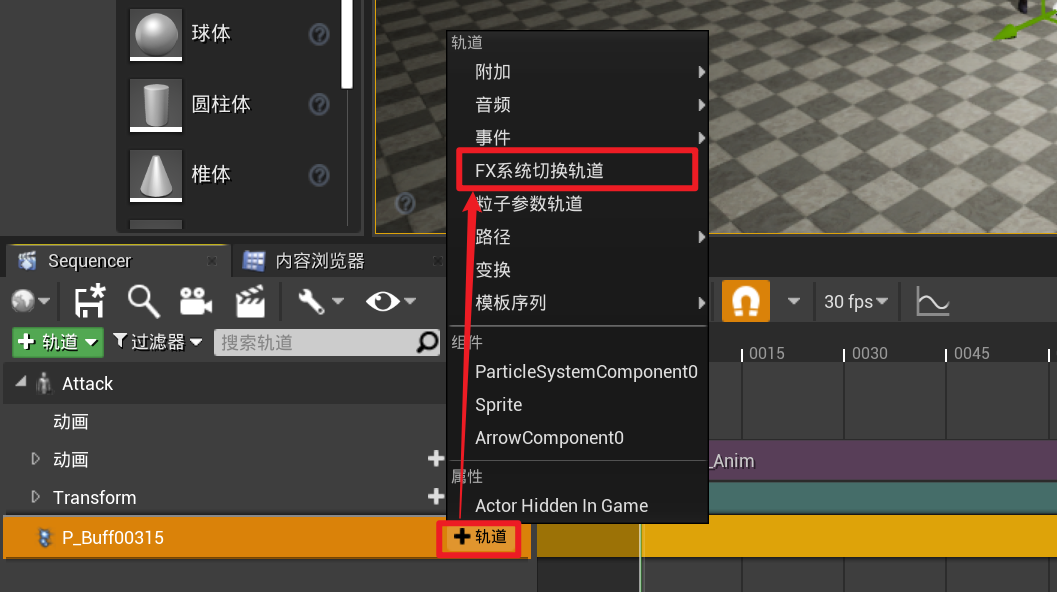 球体
圆柱体
椎体
轨道
附加
音频
事件
FX系统切换轨道
粒子参数轨道
路径
变换
模板序列
组件
ParticleSystemComponent0
Sprite
ArrowComponent0
属性
Actor Hidden In Game
Sequencer
内容浏览器
30 fps
轨道
过滤器
搜索轨道
0015
0030
0045
Attack
动画
动画
_Anim
Transform
P_Buff00315
轨道